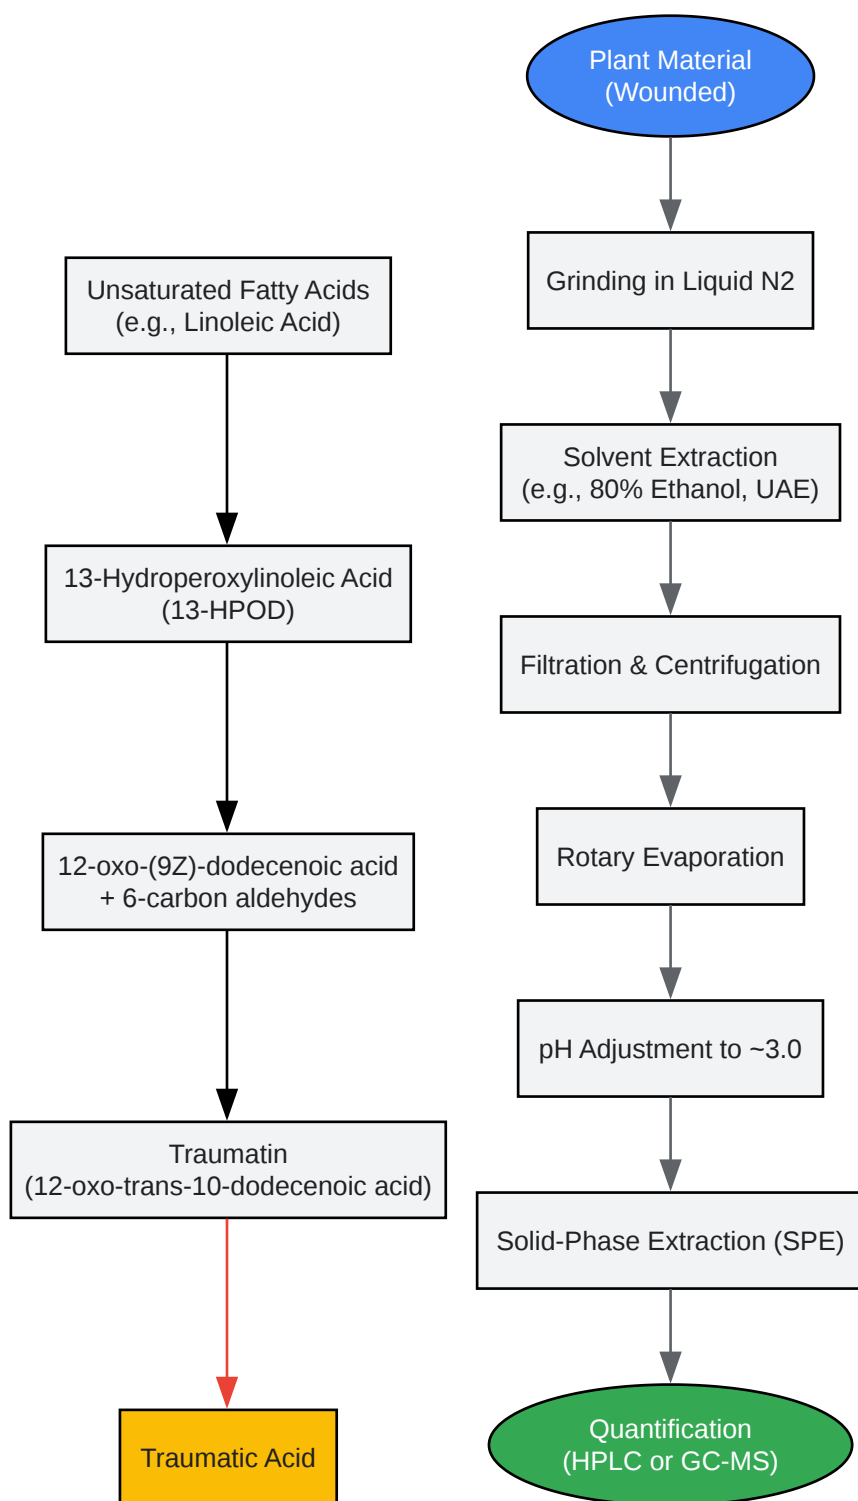 Unsaturated Fatty Acids
(e.g., Linoleic Acid)
13-Hydroperoxylinoleic Acid
(13-HPOD)
12-oxo-(9Z)-dodecenoic acid
+ 6-carbon aldehydes
Traumatin
(12-oxo-trans-10-dodecenoic acid)
Traumatic Acid
Plant Material
(Wounded)
Grinding in Liquid N2
Solvent Extraction
(e.g., 80% Ethanol, UAE)
Filtration & Centrifugation
Rotary Evaporation
pH Adjustment to ~3.0
Solid-Phase Extraction (SPE)
Quantification
(HPLC or GC-MS)